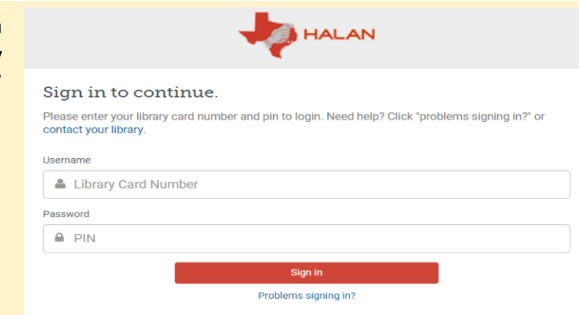 HALAN
Sign in to continue.
Please enter your library card number and pin to login. Need help? Click "problems signing in?" or
contact your library.
Username
Library Card Number
Password
PIN
Sign in
Problems signing in?